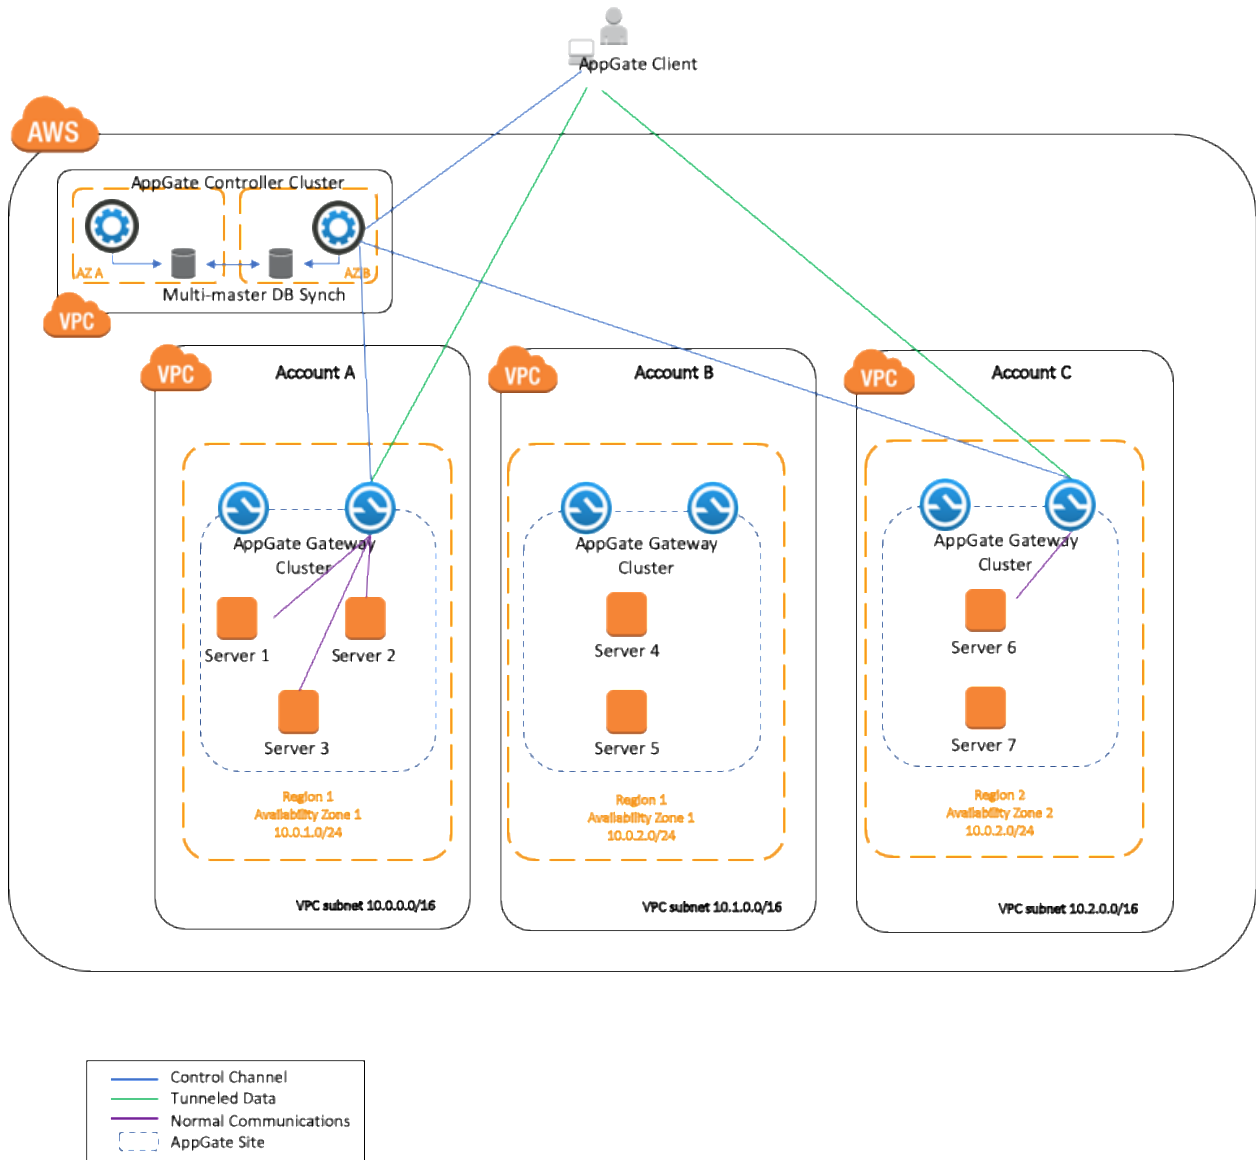 AppGate Client
AWS
AppGate Controller Cluster
AZ A
AZ B
Multi-master DB Synch
VPC
VPC
Account A
VPC
Account B
VPC
Account C
AppGate Gateway
Cluster
AppGate Gateway
Cluster
AppGate Gateway
Cluster
Server 1
Server 2
Server 3
Server 4
Server 5
Server 6
Server 7
Region 1
Availability Zone 1
10.0.1.0/24
Region 1
Availability Zone 1
10.0.2.0/24
Region 2
Availability Zone 2
10.0.2.0/24
VPC subnet 10.0.0.0/16
VPC subnet 10.1.0.0/16
VPC subnet 10.2.0.0/16
Control Channel
Tunneled Data
Normal Communications
AppGate Site